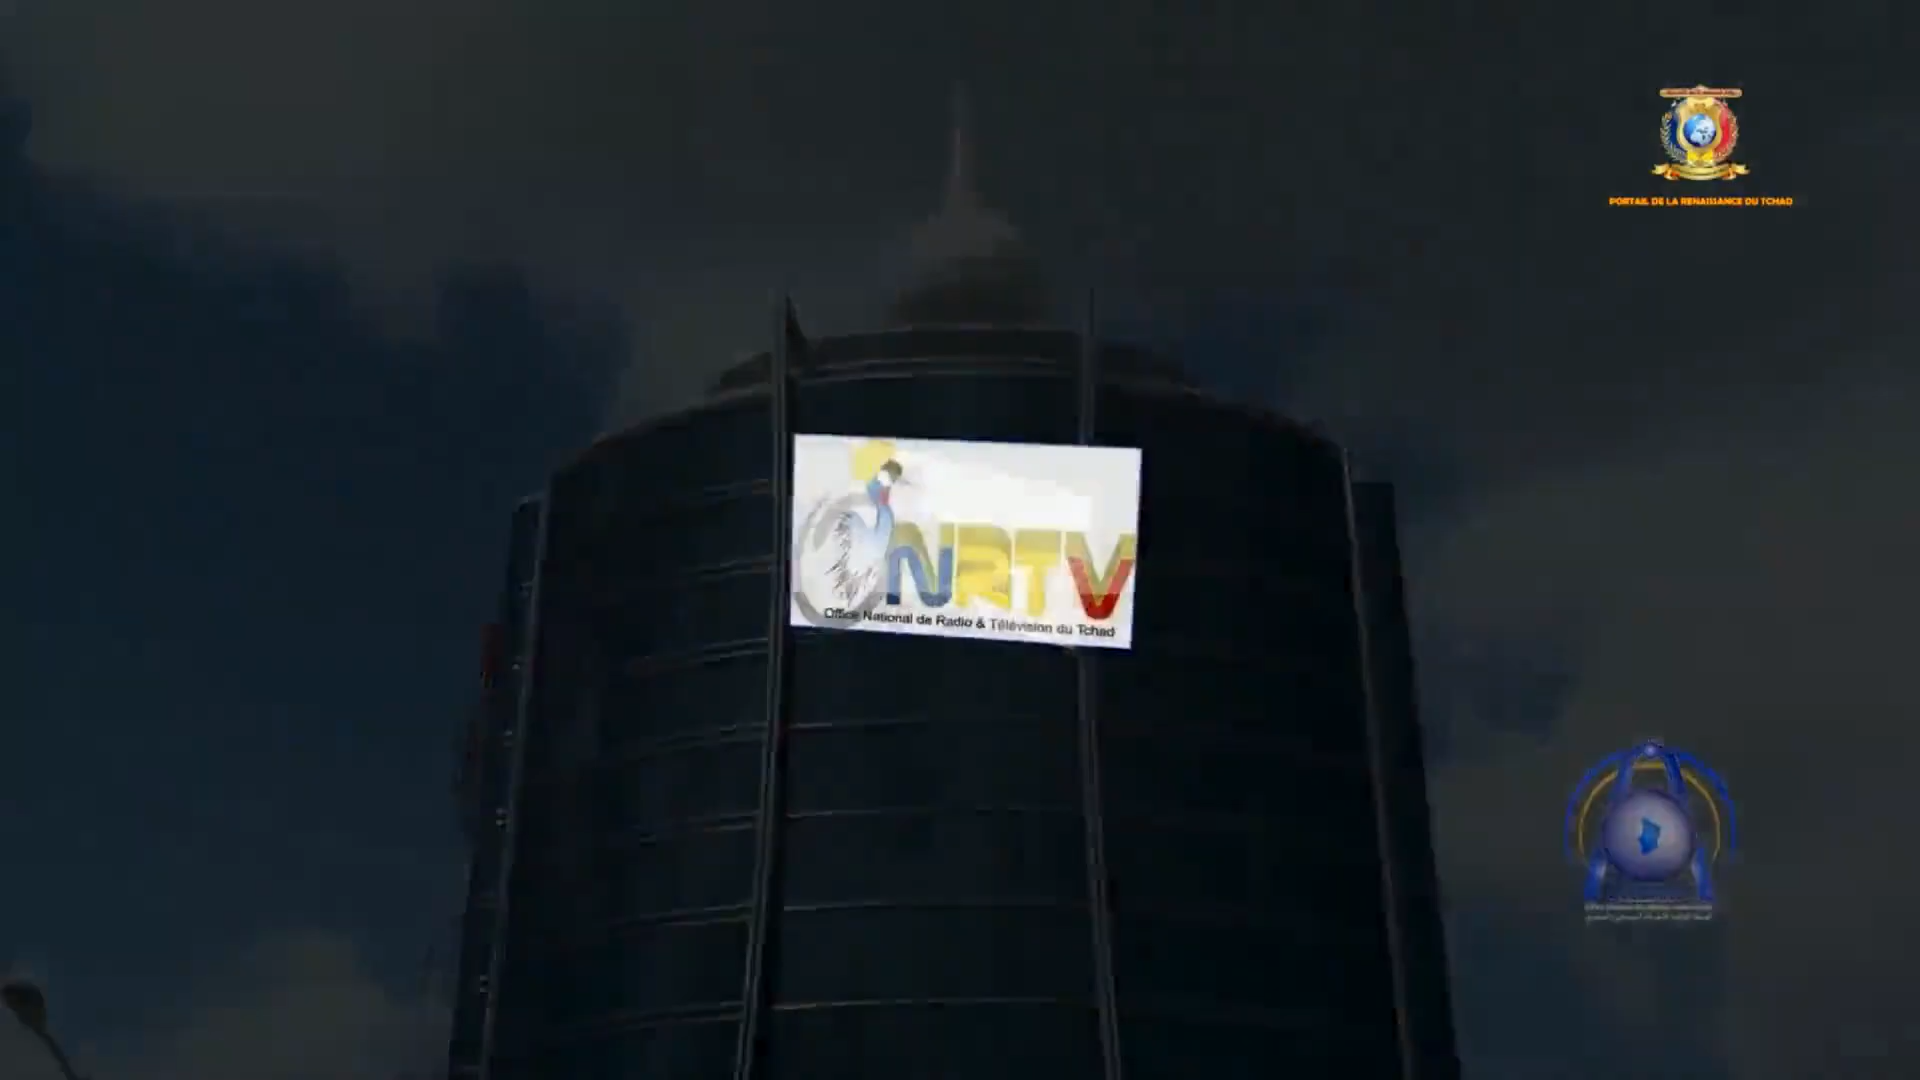 PORTAIL DE LA RENAISSANCE DU TCHAD
ONRTV
Office National de Radio & Télévision du Tchad